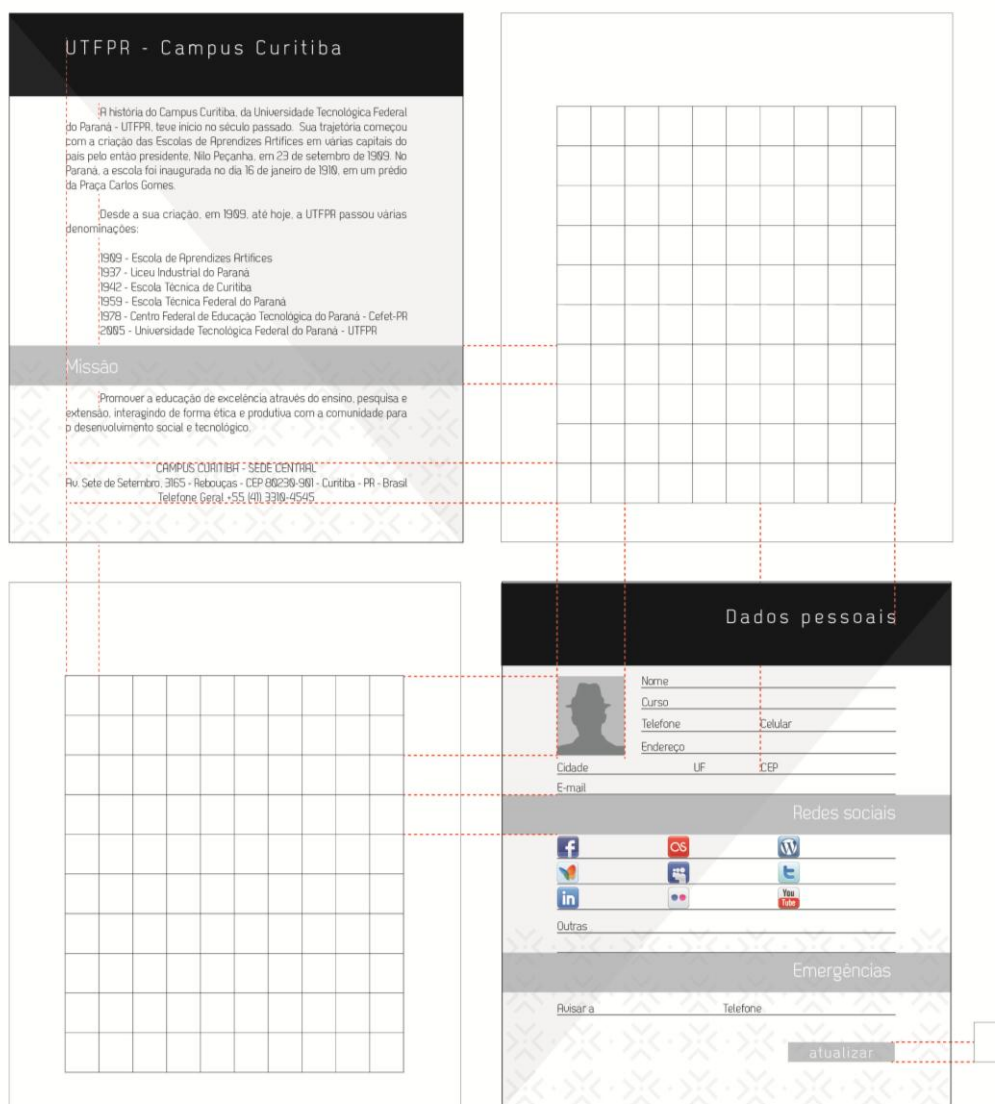 UTFPR - Campus Curitiba
A história do Campus Curitiba, da Universidade Tecnológica Federal
do Paraná - UTFPR, teve início no século passado. Sua trajetória começou
com a criação das Escolas de Aprendizes Artífices em várias capitais do
país pelo então presidente, Nilo Peçanha, em 23 de setembro de 1909. No
Paraná, a escola foi inaugurada no dia 16 de janeiro de 1910, em um prédio
da Praça Carlos Gomes.
Desde a sua criação, em 1909, até hoje, a UTFPR passou várias
denominações:
1909 - Escola de Aprendizes Artífices
1937 - Liceu Industrial do Paraná
1942 - Escola Técnica de Curitiba
1959 - Escola Técnica Federal do Paraná
1978 - Centro Federal de Educação Tecnológica do Paraná - Cefet-PR
2005 - Universidade Tecnológica Federal do Paraná - UTFPR
Missão
Promover a educação de excelência através do ensino, pesquisa e
extensão, interagindo de forma ética e produtiva com a comunidade para
o desenvolvimento social e tecnológico.
CAMPUS CURITIBA - SEDE CENTRAL
Av. Sete de Setembro, 3165 - Rebouças - CEP 80230-901 - Curitiba - PR - Brasil
Telefone Geral +55 (41) 3310-4545
Dados pessoais
Nome
Curso
Telefone Celular
Endereço
Cidade UF CEP
E-mail
Redes sociais
f os W
t
in You Tube
Outras
Emergências
Avisar a Telefone
atualizar